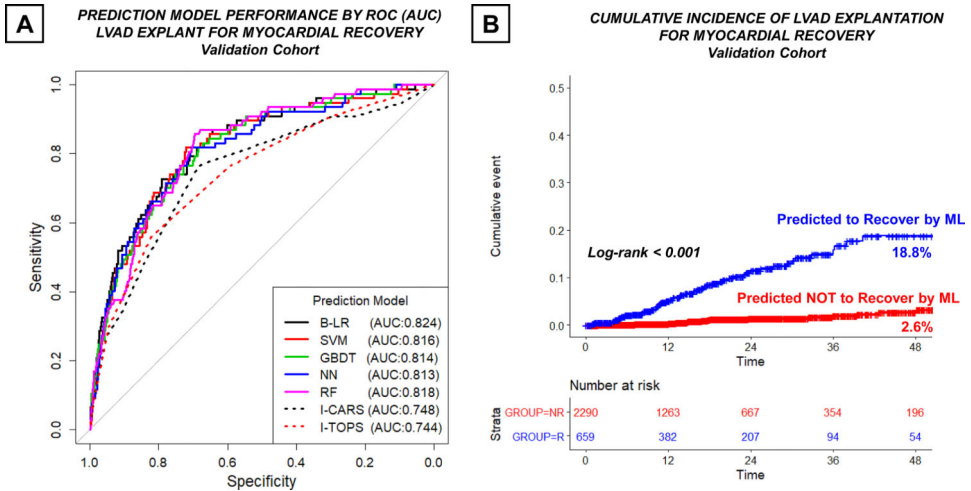 A
PREDICTION MODEL PERFORMANCE BY ROC (AUC)
LVAD EXPLANT FOR MYOCARDIAL RECOVERY
Validation Cohort
1.0
0.8
0.6
0.4
0.2
0.0
Sensitivity
1.0 0.8 0.6 0.4 0.2 0.0
Specificity
Prediction Model
B-LR (AUC:0.824)
SVM (AUC:0.816)
GBDT (AUC:0.814)
NN (AUC:0.813)
RF (AUC:0.818)
I-CARS (AUC:0.748)
I-TOPS (AUC:0.744)
B
CUMULATIVE INCIDENCE OF LVAD EXPLANTATION
FOR MYOCARDIAL RECOVERY
Validation Cohort
0.5
0.4
0.3
0.2
0.1
0.0
Cumulative event
Predicted to Recover by ML
18.8%
Log-rank < 0.001
Predicted NOT to Recover by ML
2.6%
0 12 24 36 48
Time
Number at risk
Strata
GROUP=NR 2290 1263 667 354 196
GROUP=R 659 382 207 94 54
0 12 24 36 48
Time